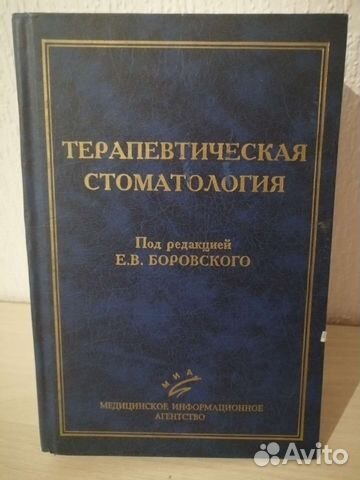 ТЕРАПЕВТИЧЕСКАЯ
СТОМАТОЛОГИЯ
Под редакцией
Е.В. БОРОВСКОГО
МИА
МЕДИЦИНСКОЕ ИНФОРМАЦИОННОЕ
АГЕНТСТВО
Avito